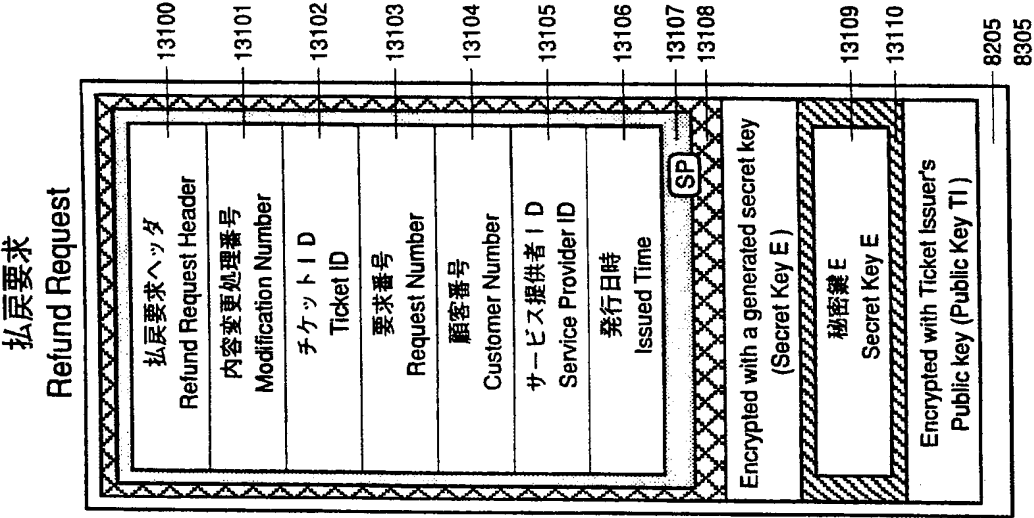 払戻要求
Refund Request
払戻要求ヘッダ
Refund Request Header
13100
内容変更処理番号
Modification Number
13101
チケットＩＤ
Ticket ID
13102
要求番号
Request Number
13103
顧客番号
Customer Number
13104
サービス提供者ＩＤ
Service Provider ID
13105
発行日時
Issued Time
13106
SP
13107
13108
Encrypted with a generated secret key
(Secret Key E)
秘密鍵E
Secret Key E
13109
13110
Encrypted with Ticket Issuer's
Public key (Public Key TI)
8205
8305